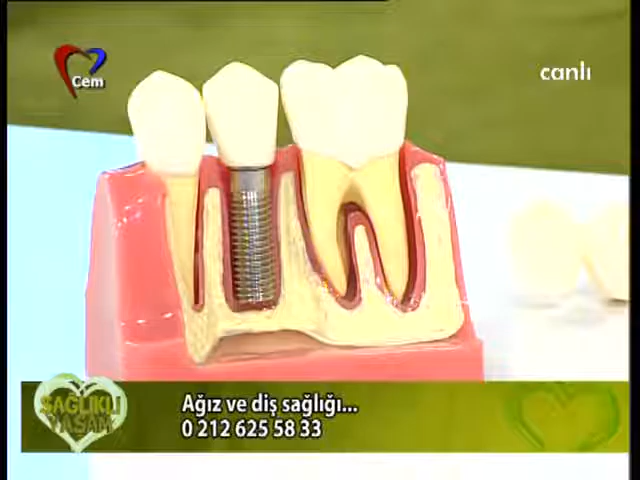 Cem
canlı
SAĞLIKLI
YAŞAM
Ağız ve diş sağlığı...
0 212 625 58 33